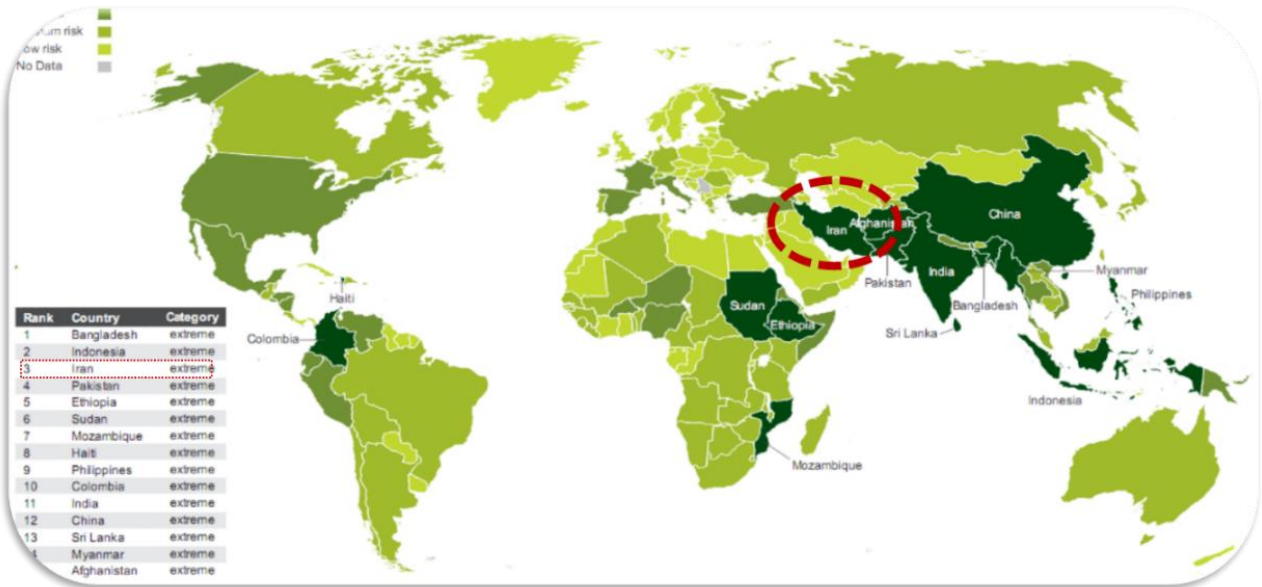 risk
risk
No Data
Rank Country Category
1 Bangladesh extreme
2 Indonesia extreme
3 Iran extreme
4 Pakistan extreme
5 Ethiopia extreme
6 Sudan extreme
7 Mozambique extreme
8 Haiti extreme
9 Philippines extreme
10 Colombia extreme
11 India extreme
12 China extreme
13 Sri Lanka extreme
Myanmar extreme
Afghanistan extreme
Haiti
Colombia
Sudan
Ethiopia
Mozambique
Iran
Afghanistan
Pakistan
India
Sri Lanka
Bangladesh
China
Myanmar
Philippines
Indonesia